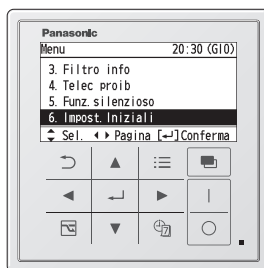 Panasonic
Menu 20:30 (GIO)
3. Filtro info
4. Telec proib
5. Funz. silenzioso
6. Impost. Iniziali
Sel. Pagina [↵]Conferma
7